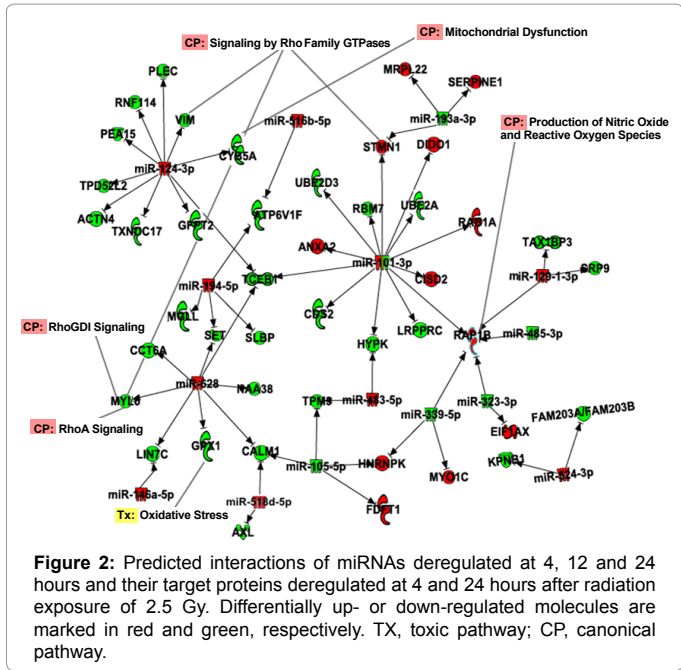 CP: Signaling by Rho Family GTPases
CP: Mitochondrial Dysfunction
PLEC
MRPL22
SERPINE1
RNF114
VIM
miR-516b-5p
miR-193a-3p
CP: Production of Nitric Oxide
and Reactive Oxygen Species
PEA15
CYB5A
STMN1
DIDO1
miR-124-3p
TPD52L2
UBE2D3
UBE2A
RBM7
ACTN4
TXNDC17
GFPT2
ATP6V1F
RAB1A
ANXA2
TAX1BP3
miR-101-3p
SRP9
miR-194-5p
TCEB1
CISD2
miR-129-1-3p
MGLL
CDS2
LRPPRC
RAP1B
miR-485-3p
CP: RhoGDI Signaling
SET
SLBP
HYPK
CCT6A
miR-628
NAA38
MYL6
TPM3
miR-483-5p
miR-339-5p
miR-323-3p
FAM203A/FAM203B
CP: RhoA Signaling
EIF1AX
LIN7C
GPX1
CALM1
miR-105-5p
HNRNPK
KPNB1
MYO1C
miR-624-3p
miR-146a-5p
miR-518d-5p
FDFT1
Tx: Oxidative Stress
AXL
Figure 2: Predicted interactions of miRNAs deregulated at 4, 12 and 24
hours and their target proteins deregulated at 4 and 24 hours after radiation
exposure of 2.5 Gy. Differentially up- or down-regulated molecules are
marked in red and green, respectively. TX, toxic pathway; CP, canonical
pathway.